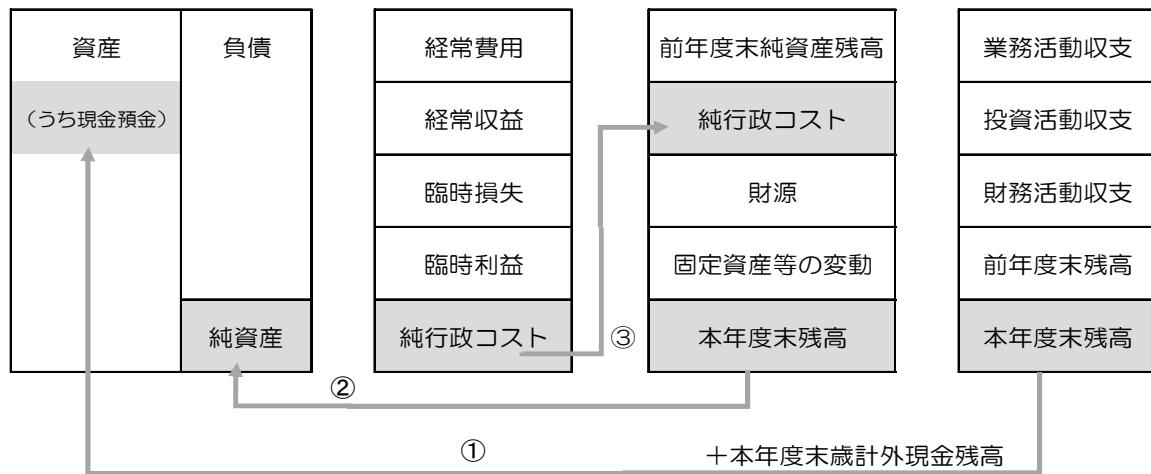 資産
負債
（うち現金預金）
純資産
経常費用
経常収益
臨時損失
臨時利益
純行政コスト
前年度末純資産残高
純行政コスト
財源
固定資産等の変動
本年度末残高
業務活動収支
投資活動収支
財務活動収支
前年度末残高
本年度末残高
③
②
①
＋本年度末歳計外現金残高